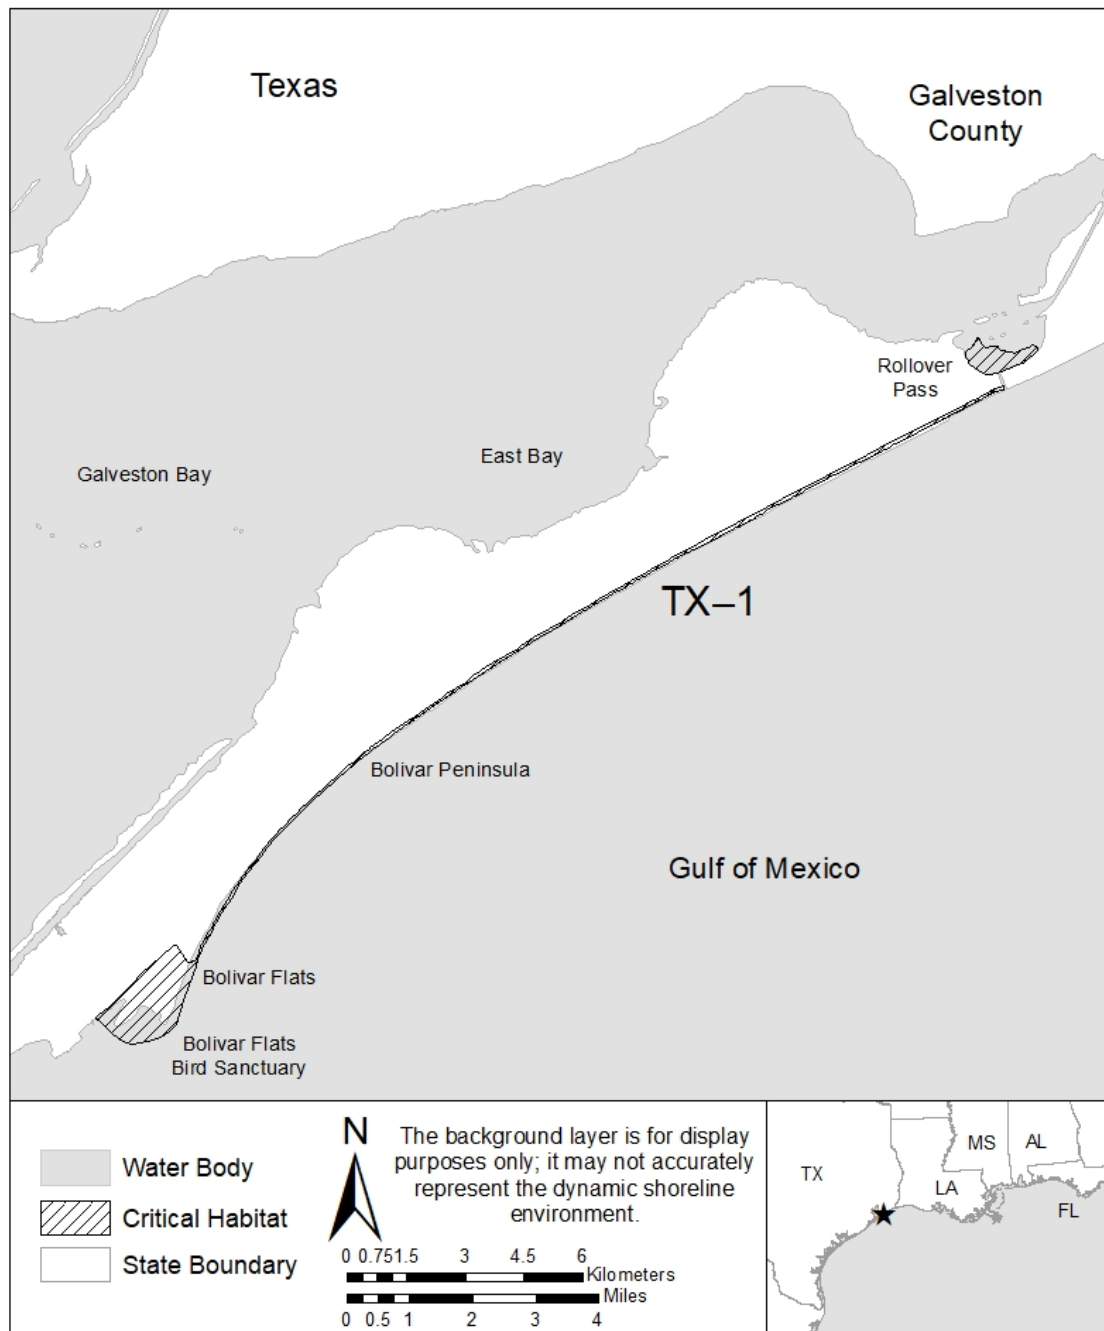 Texas
Galveston
County
Rollover
Pass
East Bay
Galveston Bay
TX–1
Bolivar Peninsula
Gulf of Mexico
Bolivar Flats
Bolivar Flats
Bird Sanctuary
Water Body
Critical Habitat
State Boundary
N
The background layer is for display
purposes only; it may not accurately
represent the dynamic shoreline
environment.
0 0.75 1.5 3 4.5 6
Kilometers
Miles
0 0.5 1 2 3 4
TX
LA
MS
AL
FL